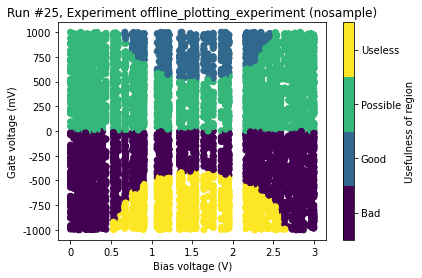 Run #25, Experiment offline_plotting_experiment (nosample)
1000
750
500
250
0
-250
-500
-750
-1000
Gate voltage (mV)
0
0.5
1
1.5
2
2.5
3
Bias voltage (V)
Useless
Possible
Good
Bad
Usefulness of region